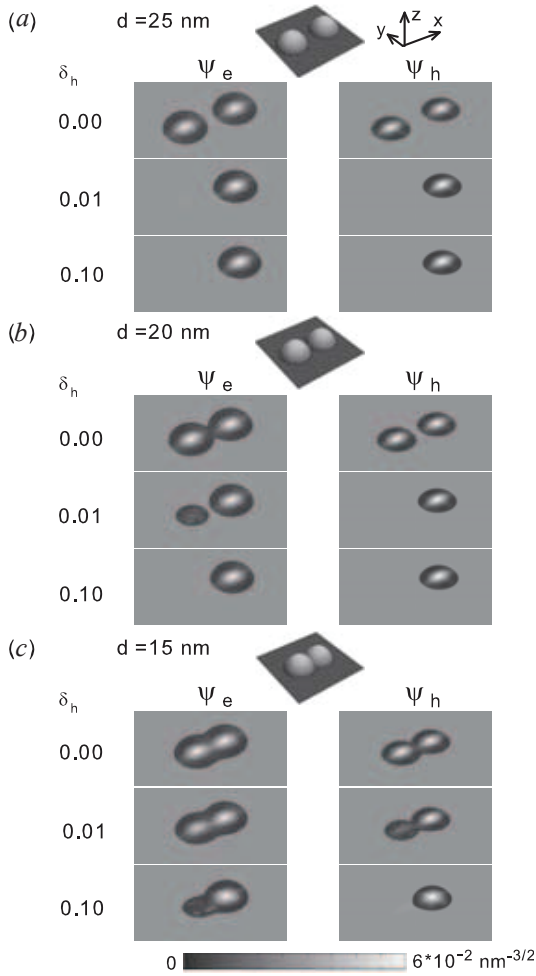 (a) d = 25 nm
z
y x
δh ψe ψh
0.00
0.01
0.10
(b) d = 20 nm
δh ψe ψh
0.00
0.01
0.10
(c) d = 15 nm
δh ψe ψh
0.00
0.01
0.10
0 6*10⁻² nm⁻³/²